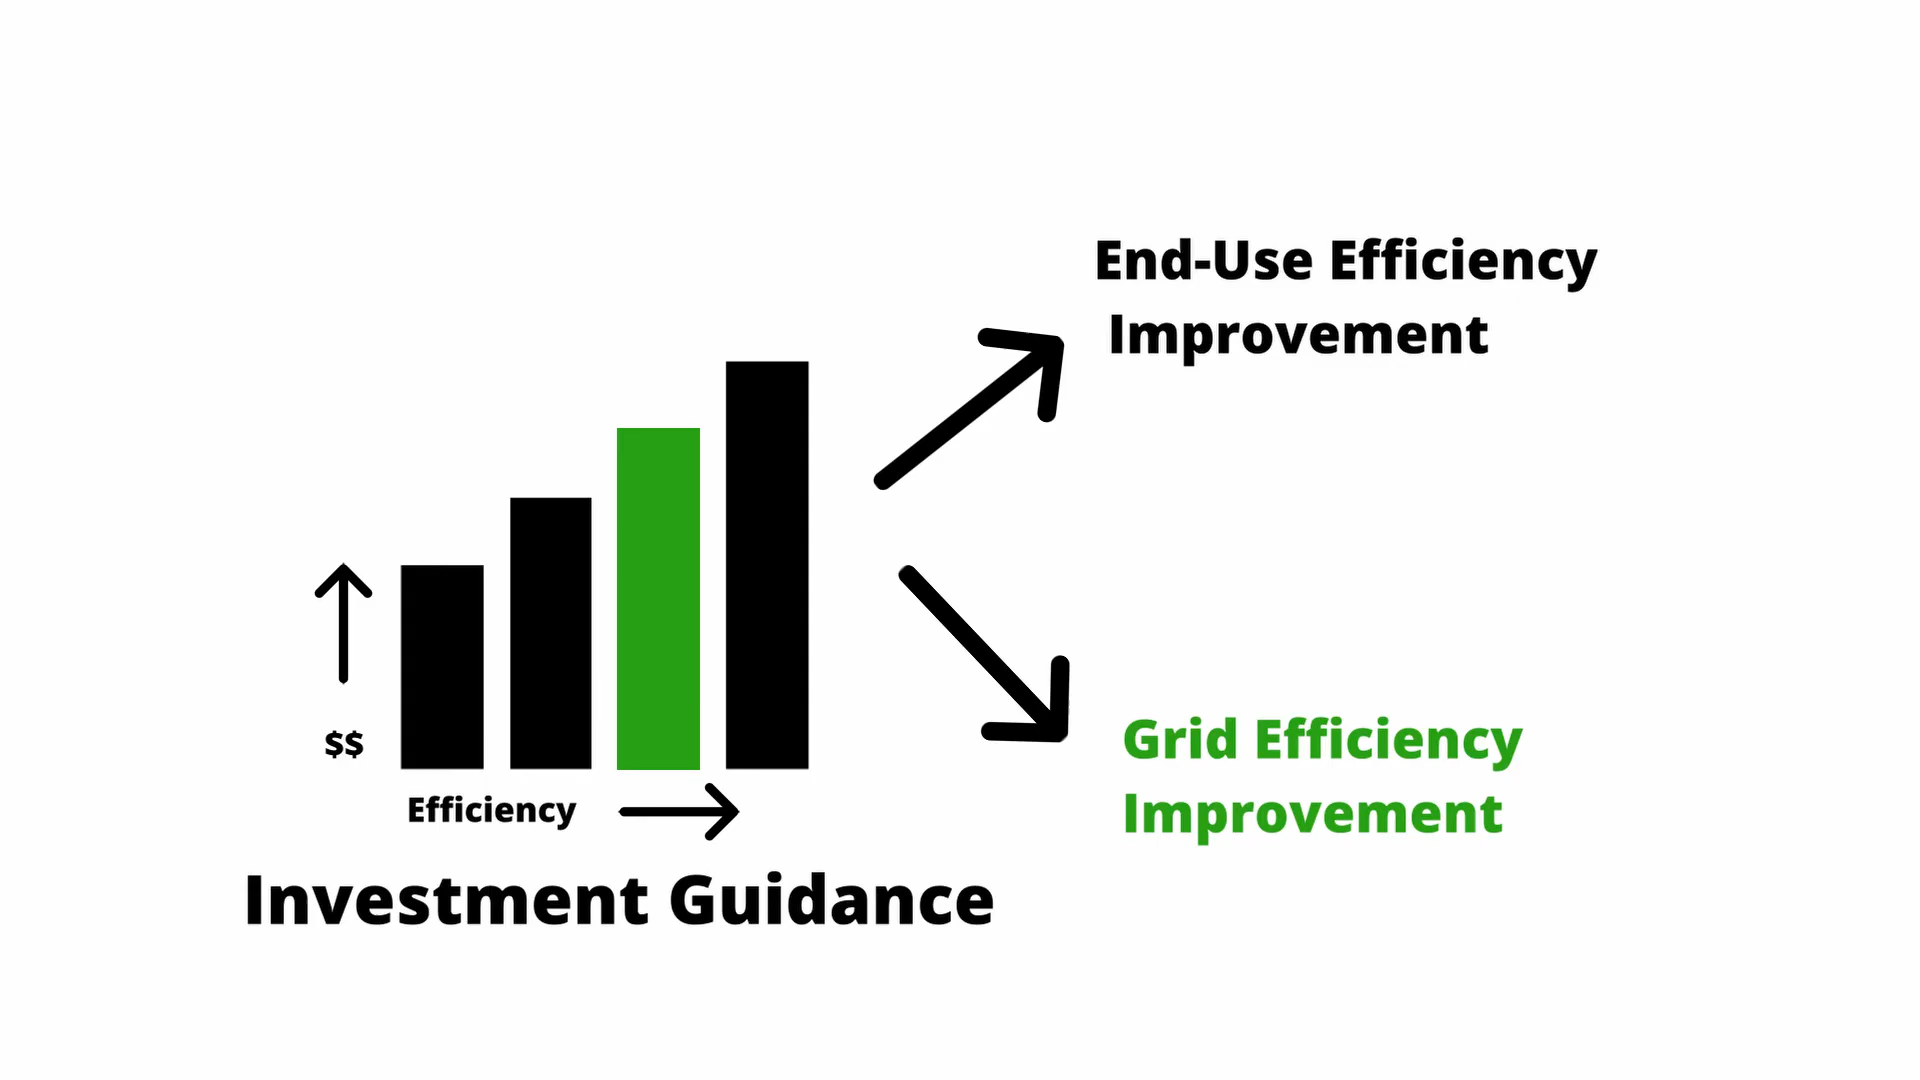 End-Use Efficiency
Improvement
$$
Efficiency
Grid Efficiency
Improvement
Investment Guidance